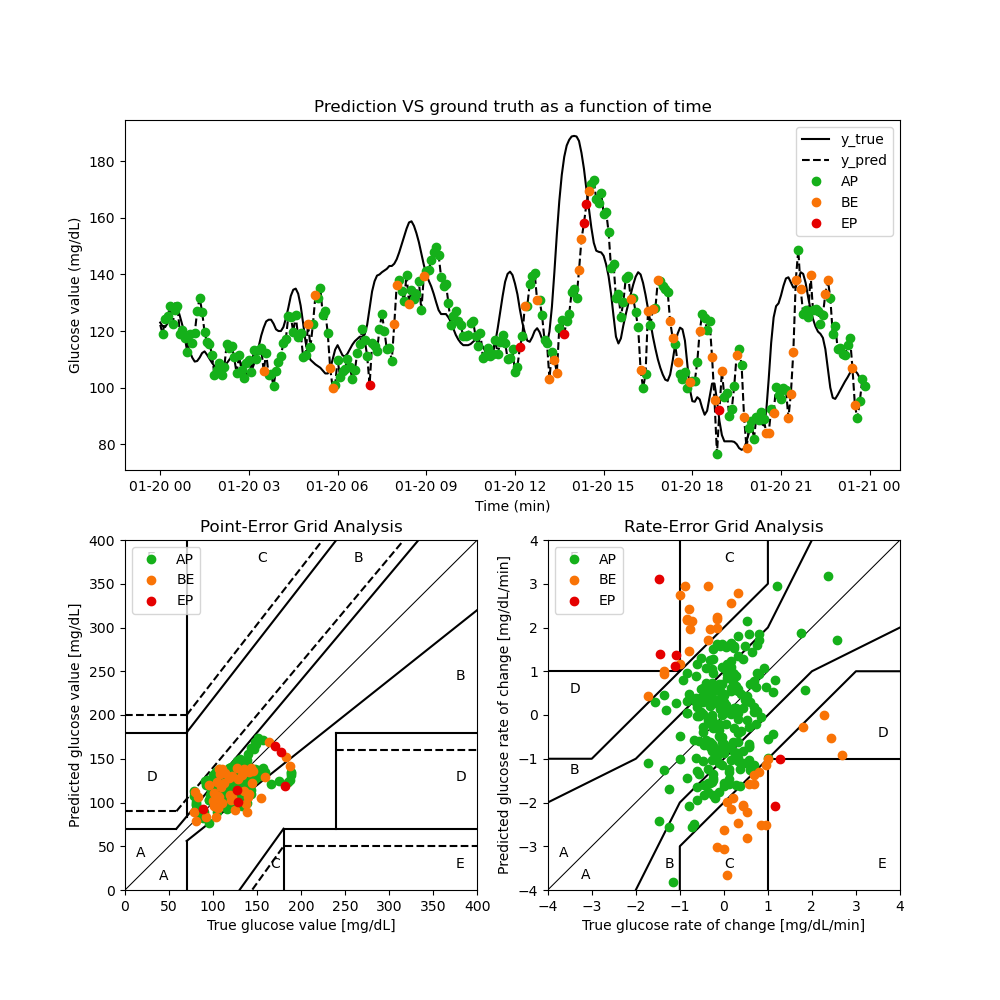 Prediction VS ground truth as a function of time
Glucose value (mg/dL)
180
160
140
120
100
80
y_true
y_pred
AP
BE
EP
01-20 00 01-20 03 01-20 06 01-20 09 01-20 12 01-20 15 01-20 18 01-20 21 01-21 00
Time (min)
Point-Error Grid Analysis
Predicted glucose value [mg/dL]
400
350
300
250
200
150
100
50
0
AP
BE
EP
C
B
B
D
D
A
A
C
E
0 50 100 150 200 250 300 350 400
True glucose value [mg/dL]
Rate-Error Grid Analysis
Predicted glucose rate of change [mg/dL/min]
4
3
2
1
0
−1
−2
−3
−4
AP
BE
EP
C
D
D
B
A
A
B
C
E
−4 −3 −2 −1 0 1 2 3 4
True glucose rate of change [mg/dL/min]